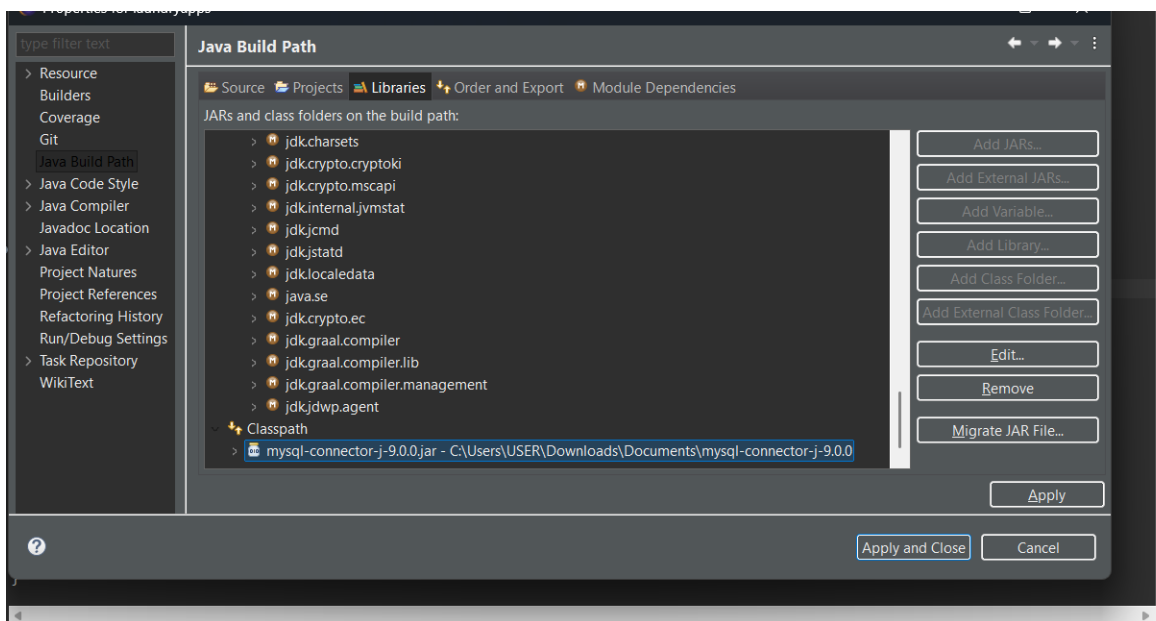 Properties for laundryapps
type filter text
Java Build Path
Resource
Builders
Coverage
Git
Java Build Path
Java Code Style
Java Compiler
Javadoc Location
Java Editor
Project Natures
Project References
Refactoring History
Run/Debug Settings
Task Repository
WikiText
Source Projects Libraries Order and Export Module Dependencies
JARs and class folders on the build path:
jdk.charsets
jdk.crypto.cryptoki
jdk.crypto.mscapi
jdk.internal.jvmstat
jdk.jcmd
jdk.jstatd
jdk.localedata
java.se
jdk.crypto.ec
jdk.graal.compiler
jdk.graal.compiler.lib
jdk.graal.compiler.management
jdk.jdwp.agent
Classpath
mysql-connector-j-9.0.0.jar - C:\Users\USER\Downloads\Documents\mysql-connector-j-9.0.0
Add JARs...
Add External JARs...
Add Variable...
Add Library...
Add Class Folder...
Add External Class Folder...
Edit...
Remove
Migrate JAR File...
Apply
Apply and Close
Cancel